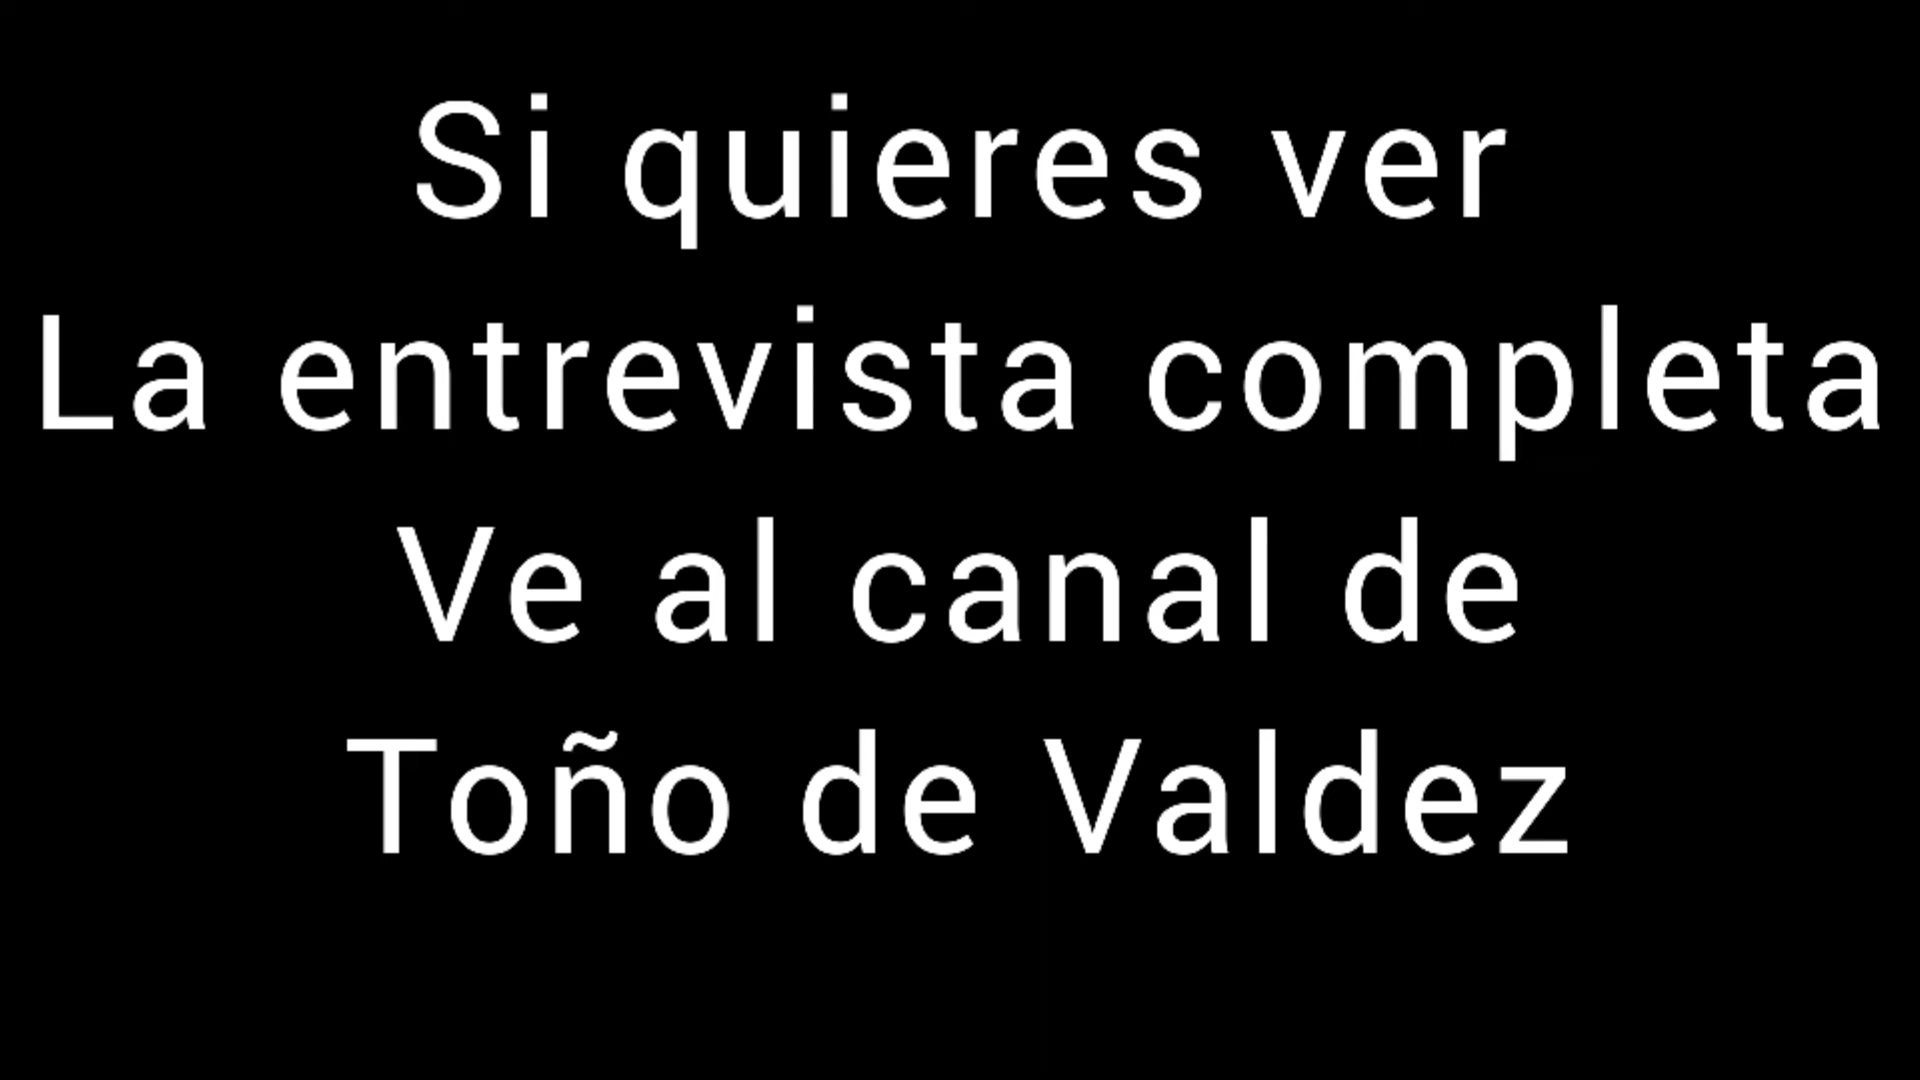 Si quieres ver
La entrevista completa
Ve al canal de
Toño de Valdez